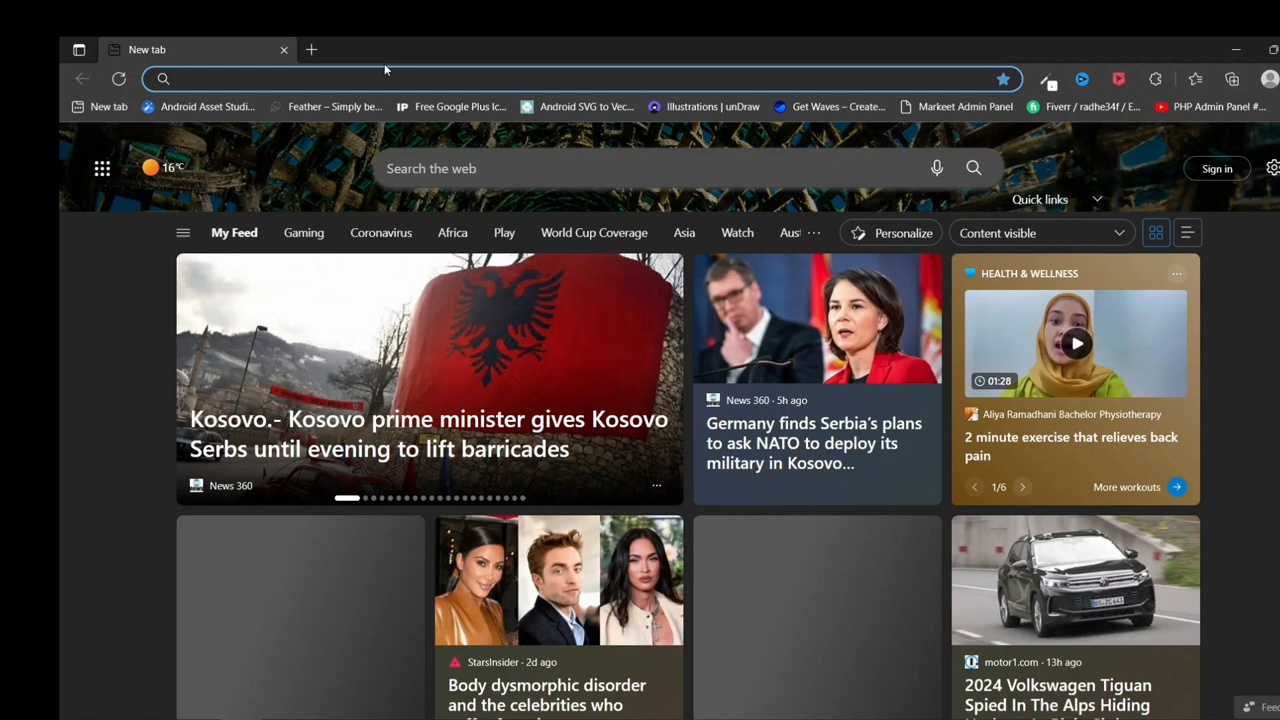 New tab
New tab
Android Asset Studi...
Feather – Simply be...
IP Free Google Plus Ic...
Android SVG to Vec...
Illustrations | unDraw
Get Waves – Create...
Markeet Admin Panel
fi Fiverr / radhe34f / E...
PHP Admin Panel #...
16°C
Search the web
Sign in
Quick links
My Feed
Gaming
Coronavirus
Africa
Play
World Cup Coverage
Asia
Watch
Aus
Personalize
Content visible
Kosovo.- Kosovo prime minister gives Kosovo
Serbs until evening to lift barricades
News 360
News 360 · 5h ago
Germany finds Serbia's plans
to ask NATO to deploy its
military in Kosovo...
HEALTH & WELLNESS
01:28
Aliya Ramadhani Bachelor Physiotherapy
2 minute exercise that relieves back
pain
1/6
More workouts
StarsInsider · 2d ago
Body dysmorphic disorder
and the celebrities who
motor1.com · 13h ago
2024 Volkswagen Tiguan
Spied In The Alps Hiding
Feed